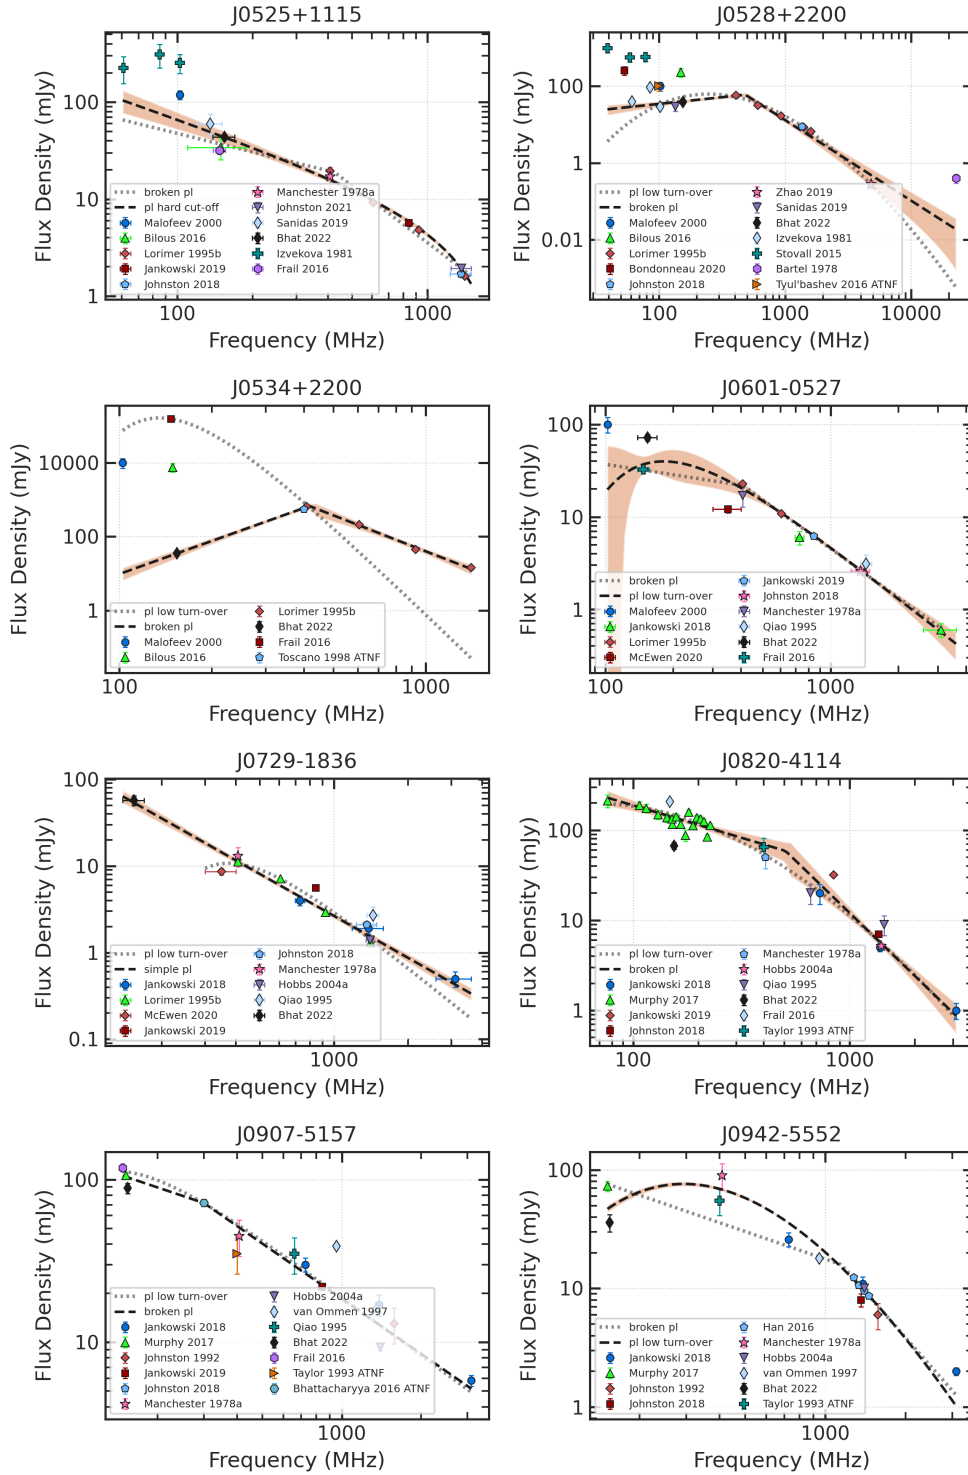 J0525+1115
Flux Density (mJy)
100
10
1
broken pl
pl hard cut-off
Malofeev 2000
Bilous 2016
Lorimer 1995b
Jankowski 2019
Johnston 2018
Manchester 1978a
Johnston 2021
Sanidas 2019
Bhat 2022
Izvekova 1981
Frail 2016
100
1000
Frequency (MHz)
J0528+2200
Flux Density (mJy)
100
1
0.01
pl low turn-over
broken pl
Malofeev 2000
Bilous 2016
Lorimer 1995b
Bondonneau 2020
Johnston 2018
Zhao 2019
Sanidas 2019
Bhat 2022
Izvekova 1981
Stovall 2015
Bartel 1978
Tyul'bashev 2016 ATNF
100
1000
10000
Frequency (MHz)
J0534+2200
Flux Density (mJy)
10000
100
1
pl low turn-over
broken pl
Malofeev 2000
Bilous 2016
Lorimer 1995b
Bhat 2022
Frail 2016
Toscano 1998 ATNF
100
1000
Frequency (MHz)
J0601-0527
Flux Density (mJy)
100
10
1
broken pl
pl low turn-over
Malofeev 2000
Jankowski 2018
Lorimer 1995b
McEwen 2020
Jankowski 2019
Johnston 2018
Manchester 1978a
Qiao 1995
Bhat 2022
Frail 2016
100
1000
Frequency (MHz)
J0729-1836
Flux Density (mJy)
100
10
1
0.1
pl low turn-over
simple pl
Jankowski 2018
Lorimer 1995b
McEwen 2020
Jankowski 2019
Johnston 2018
Manchester 1978a
Hobbs 2004a
Qiao 1995
Bhat 2022
1000
Frequency (MHz)
J0820-4114
Flux Density (mJy)
100
10
1
pl low turn-over
broken pl
Jankowski 2018
Murphy 2017
Jankowski 2019
Johnston 2018
Manchester 1978a
Hobbs 2004a
Qiao 1995
Bhat 2022
Frail 2016
Taylor 1993 ATNF
100
1000
Frequency (MHz)
J0907-5157
Flux Density (mJy)
100
10
pl low turn-over
broken pl
Jankowski 2018
Murphy 2017
Johnston 1992
Jankowski 2019
Johnston 2018
Manchester 1978a
Hobbs 2004a
van Ommen 1997
Qiao 1995
Bhat 2022
Frail 2016
Taylor 1993 ATNF
Bhattacharyya 2016 ATNF
1000
Frequency (MHz)
J0942-5552
Flux Density (mJy)
100
10
1
broken pl
pl low turn-over
Jankowski 2018
Murphy 2017
Johnston 1992
Johnston 2018
Han 2016
Manchester 1978a
Hobbs 2004a
van Ommen 1997
Bhat 2022
Taylor 1993 ATNF
1000
Frequency (MHz)